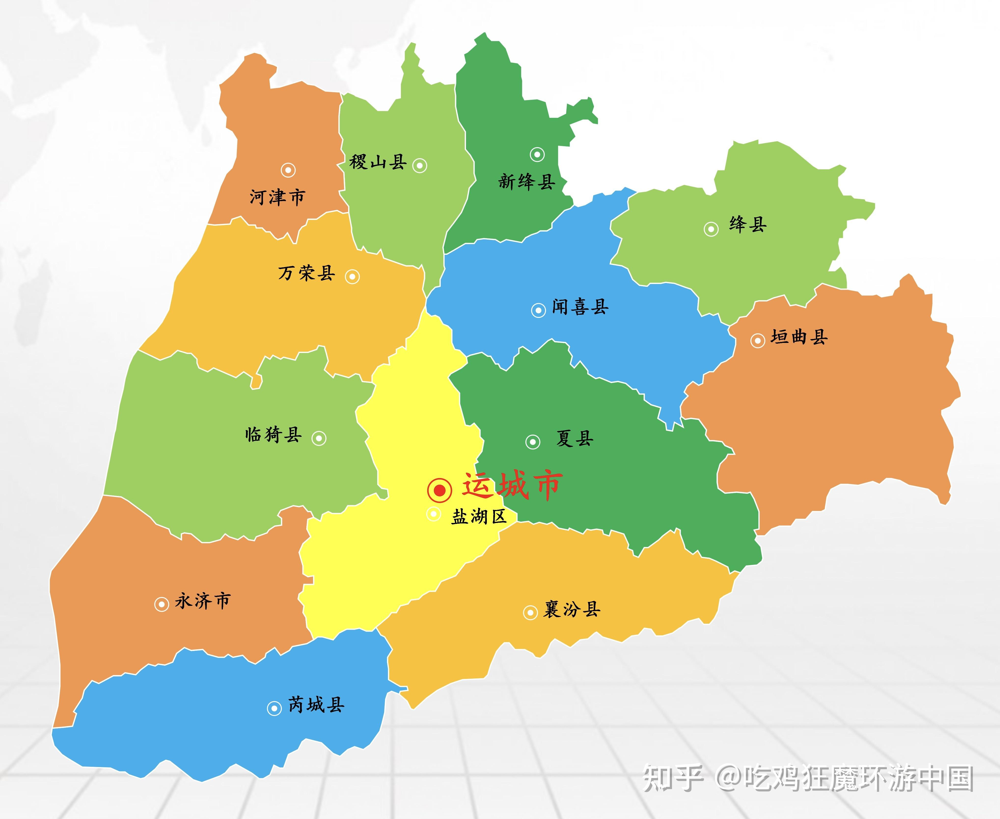 稷山县
新绛县
河津市
绛县
万荣县
闻喜县
垣曲县
临猗县
夏县
运城市
盐湖区
永济市
襄汾县
芮城县
知乎 @吃鸡狂魔环游中国